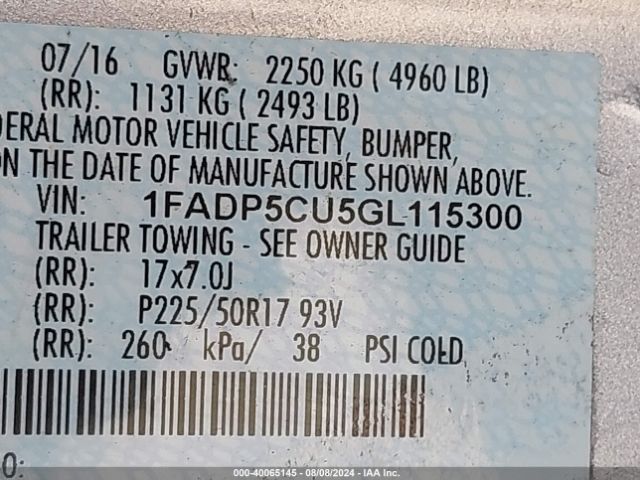 07/16 GVWR: 2250 KG ( 4960 LB)
(RR): 1131 KG ( 2493 LB)
DERAL MOTOR VEHICLE SAFETY, BUMPER,
ON THE DATE OF MANUFACTURE SHOWN ABOVE.
VIN: 1FADP5CU5GL115300
TRAILER TOWING - SEE OWNER GUIDE
(RR): 17x7.0J
(RR): P225/50R17 93V
(RR): 260 kPa/ 38 PSI COLD
0:
000-40065145 - 08/08/2024 - IAA Inc.